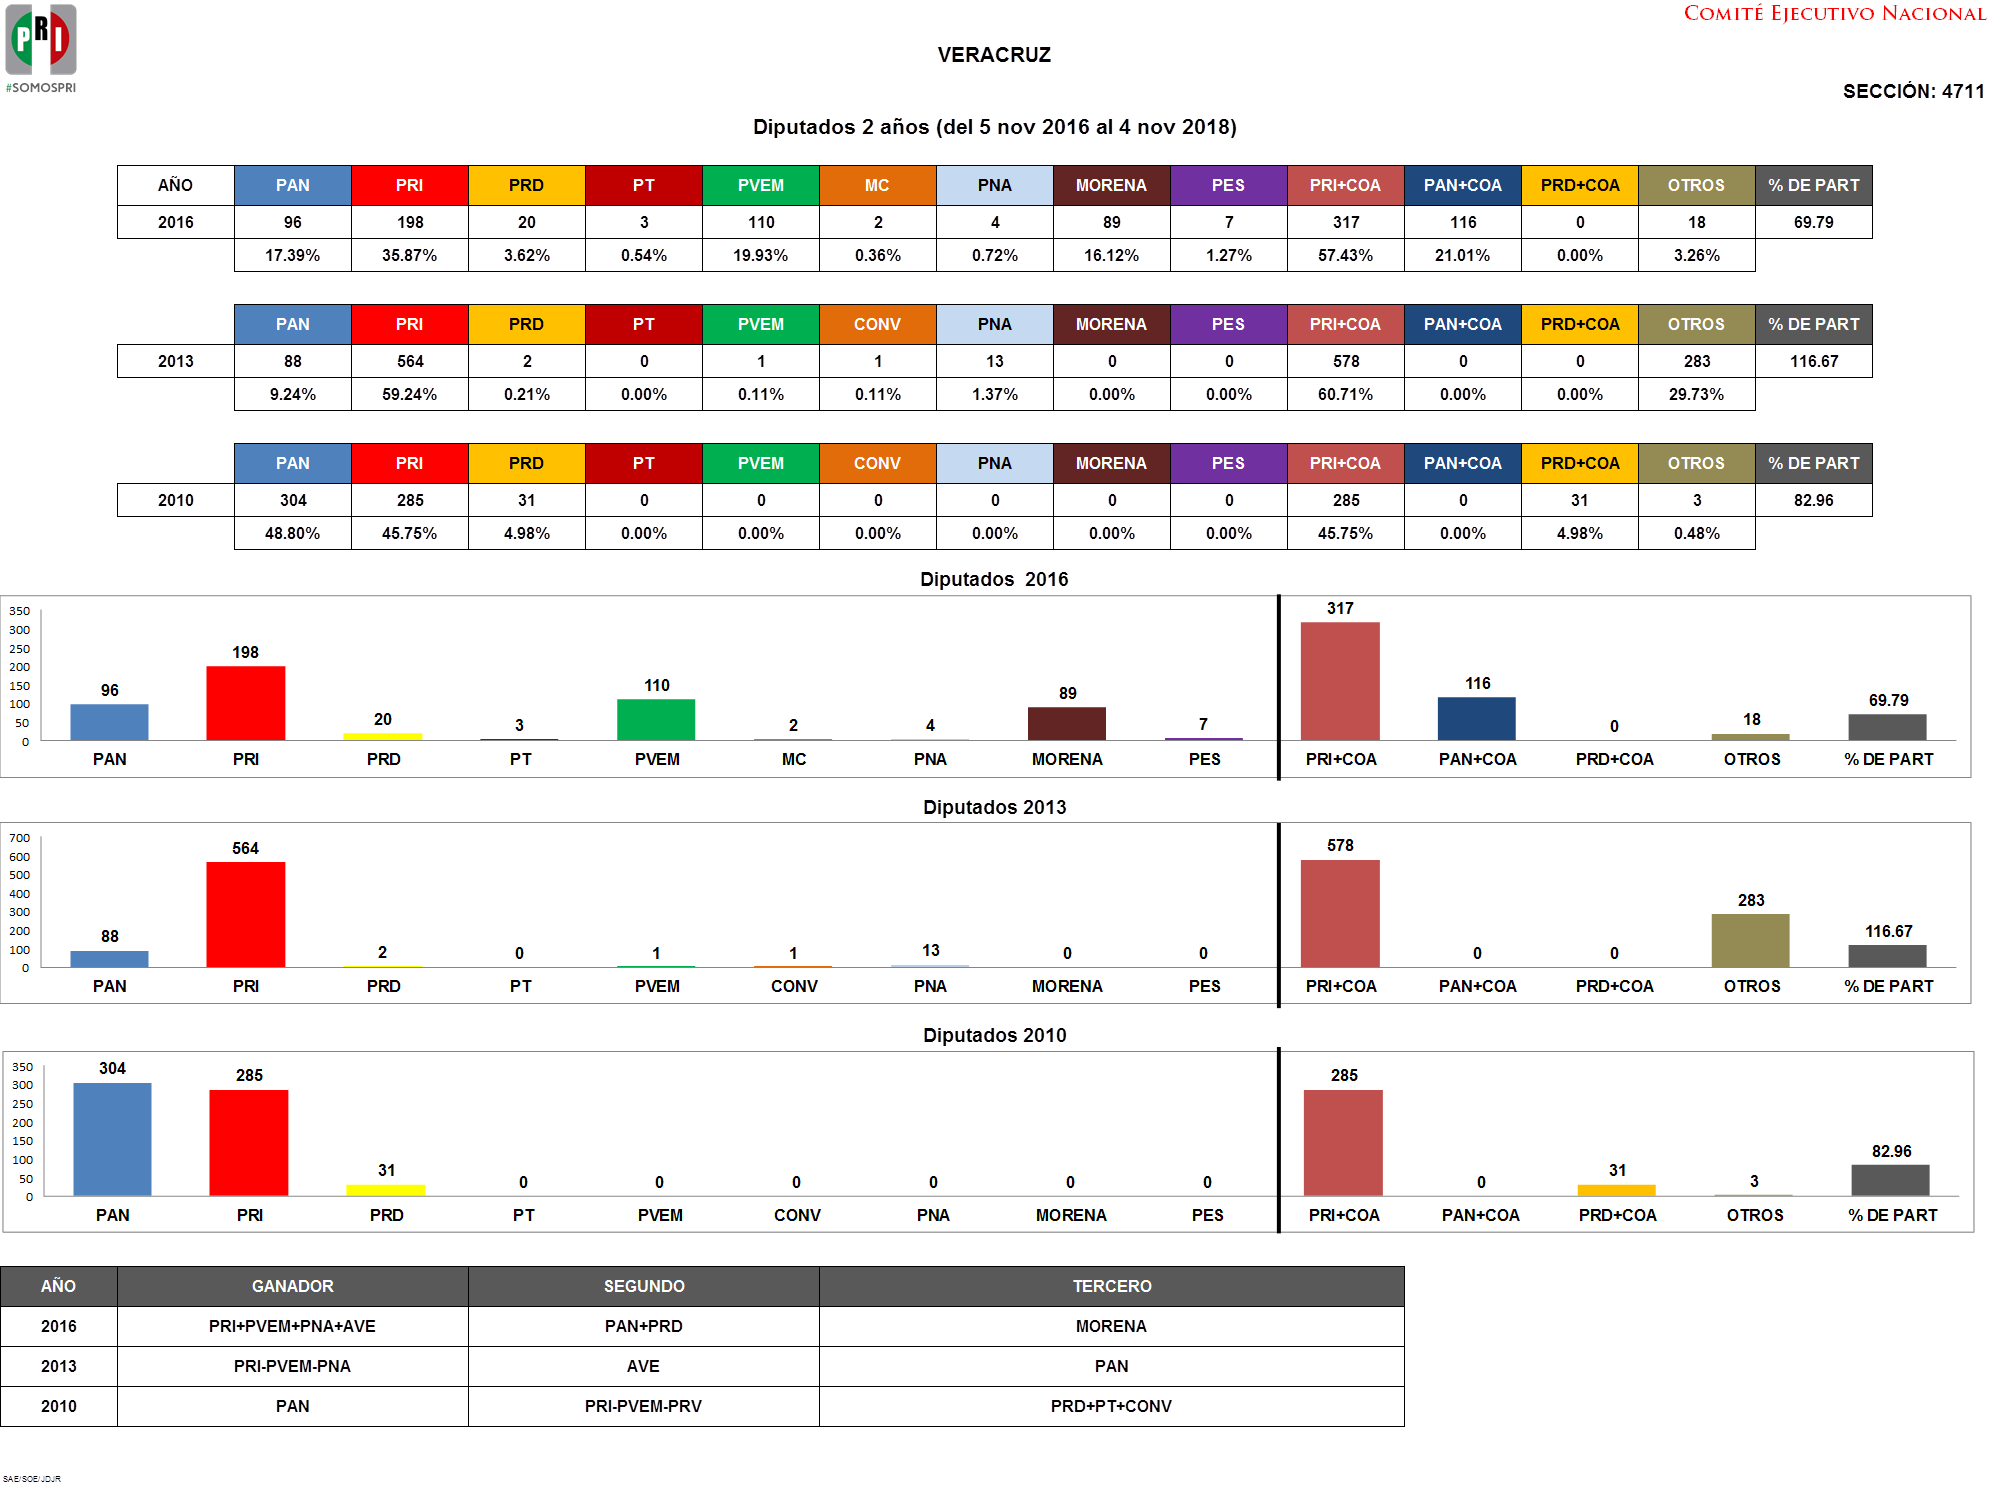 COMITÉ EJECUTIVO NACIONAL
PRI
#SOMOSPRI
VERACRUZ
SECCIÓN: 4711
Diputados 2 años (del 5 nov 2016 al 4 nov 2018)
AÑO PAN PRI PRD PT PVEM MC PNA MORENA PES PRI+COA PAN+COA PRD+COA OTROS % DE PART
2016 96 198 20 3 110 2 4 89 7 317 116 0 18 69.79
17.39% 35.87% 3.62% 0.54% 19.93% 0.36% 0.72% 16.12% 1.27% 57.43% 21.01% 0.00% 3.26%
PAN PRI PRD PT PVEM CONV PNA MORENA PES PRI+COA PAN+COA PRD+COA OTROS % DE PART
2013 88 564 2 0 1 1 13 0 0 578 0 0 283 116.67
9.24% 59.24% 0.21% 0.00% 0.11% 0.11% 1.37% 0.00% 0.00% 60.71% 0.00% 0.00% 29.73%
PAN PRI PRD PT PVEM CONV PNA MORENA PES PRI+COA PAN+COA PRD+COA OTROS % DE PART
2010 304 285 31 0 0 0 0 0 0 285 0 31 3 82.96
48.80% 45.75% 4.98% 0.00% 0.00% 0.00% 0.00% 0.00% 0.00% 45.75% 0.00% 4.98% 0.48%
Diputados 2016
350
300
250
200
150
100
50
0
96 198 20 3 110 2 4 89 7 317 116 0 18 69.79
PAN PRI PRD PT PVEM MC PNA MORENA PES PRI+COA PAN+COA PRD+COA OTROS % DE PART
Diputados 2013
700
600
500
400
300
200
100
0
88 564 2 0 1 1 13 0 0 578 0 0 283 116.67
PAN PRI PRD PT PVEM CONV PNA MORENA PES PRI+COA PAN+COA PRD+COA OTROS % DE PART
Diputados 2010
350
300
250
200
150
100
50
0
304 285 31 0 0 0 0 0 0 285 0 31 3 82.96
PAN PRI PRD PT PVEM CONV PNA MORENA PES PRI+COA PAN+COA PRD+COA OTROS % DE PART
AÑO GANADOR SEGUNDO TERCERO
2016 PRI+PVEM+PNA+AVE PAN+PRD MORENA
2013 PRI-PVEM-PNA AVE PAN
2010 PAN PRI-PVEM-PRV PRD+PT+CONV
SAE/SOE/JDJR